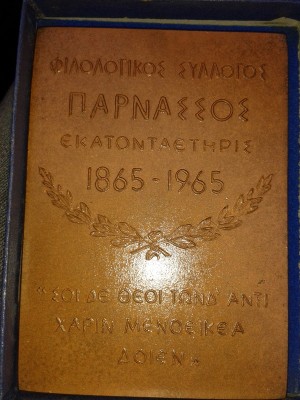 ΦΙΛΟΛΟΓΙΚΟΣ ΣΥΛΛΟΓΟΣ
ΠΑΡΝΑΣΣΟΣ
ΕΚΑΤΟΝΤΑΕΤΗΡΙΣ
1865-1965
"ΣΟΙ ΔΕ ΘΕΟΙ ΤΩΝΔ' ΑΝΤΙ
ΧΑΡΙΝ ΜΕΝΟΕΙΚΕΑ
ΔΟΙΕΝ"